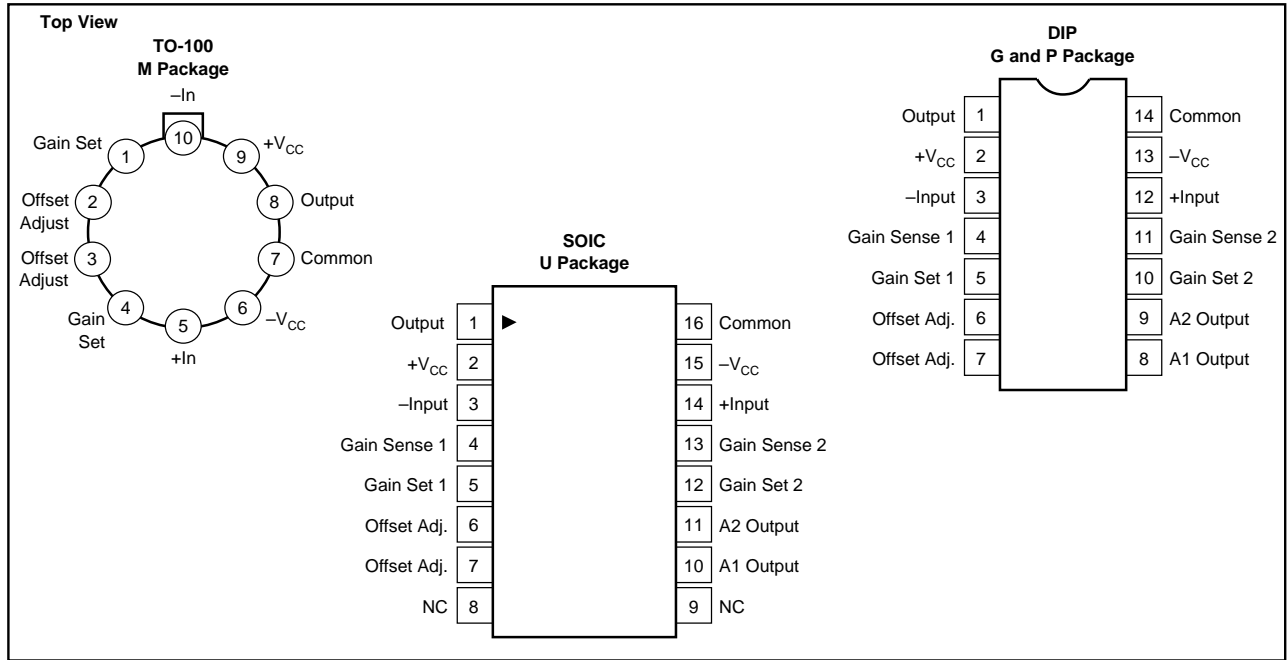 Top View
TO-100
M Package
–In
10
Gain Set
1
9
+VCC
Offset
Adjust
2
8
Output
Offset
Adjust
3
7
Common
Gain
Set
4
6
–VCC
5
+In
SOIC
U Package
Output 1 16 Common
+VCC 2 15 –VCC
–Input 3 14 +Input
Gain Sense 1 4 13 Gain Sense 2
Gain Set 1 5 12 Gain Set 2
Offset Adj. 6 11 A2 Output
Offset Adj. 7 10 A1 Output
NC 8 9 NC
DIP
G and P Package
Output 1 14 Common
+VCC 2 13 –VCC
–Input 3 12 +Input
Gain Sense 1 4 11 Gain Sense 2
Gain Set 1 5 10 Gain Set 2
Offset Adj. 6 9 A2 Output
Offset Adj. 7 8 A1 Output